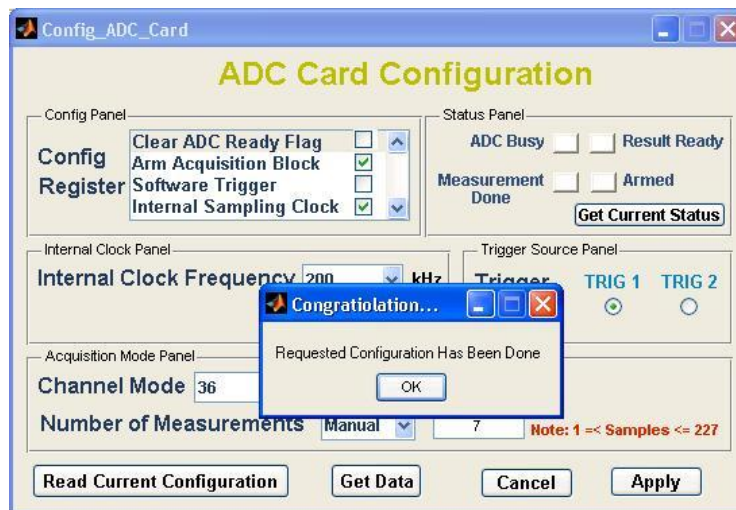 Config_ADC_Card
ADC Card Configuration
Config Panel
Config Register
Clear ADC Ready Flag
Arm Acquisition Block
Software Trigger
Internal Sampling Clock
Status Panel
ADC Busy
Result Ready
Measurement Done
Armed
Get Current Status
Internal Clock Panel
Internal Clock Frequency 200 kHz
Trigger Source Panel
Trigger
TRIG 1 TRIG 2
Congratiolation...
Requested Configuration Has Been Done
OK
Acquisition Mode Panel
Channel Mode 36
Number of Measurements Manual 7 Note: 1 =< Samples <= 227
Read Current Configuration Get Data Cancel Apply